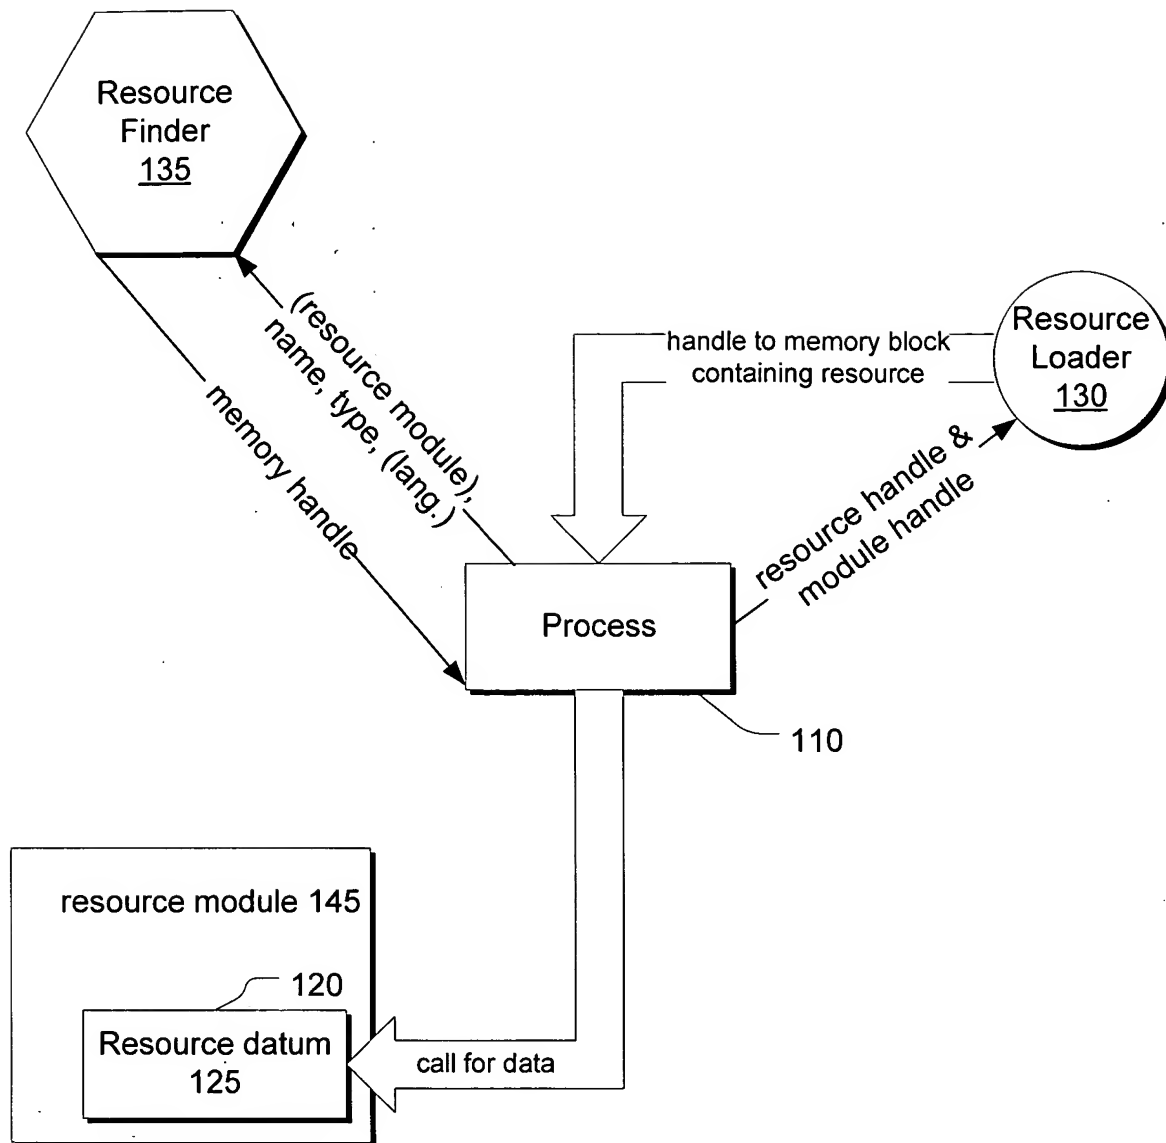 Resource
Finder
135
(resource module),
name, type, (lang.)
memory handle
handle to memory block
containing resource
Resource
Loader
130
resource handle &
module handle
Process
110
resource module 145
120
Resource datum
125
call for data